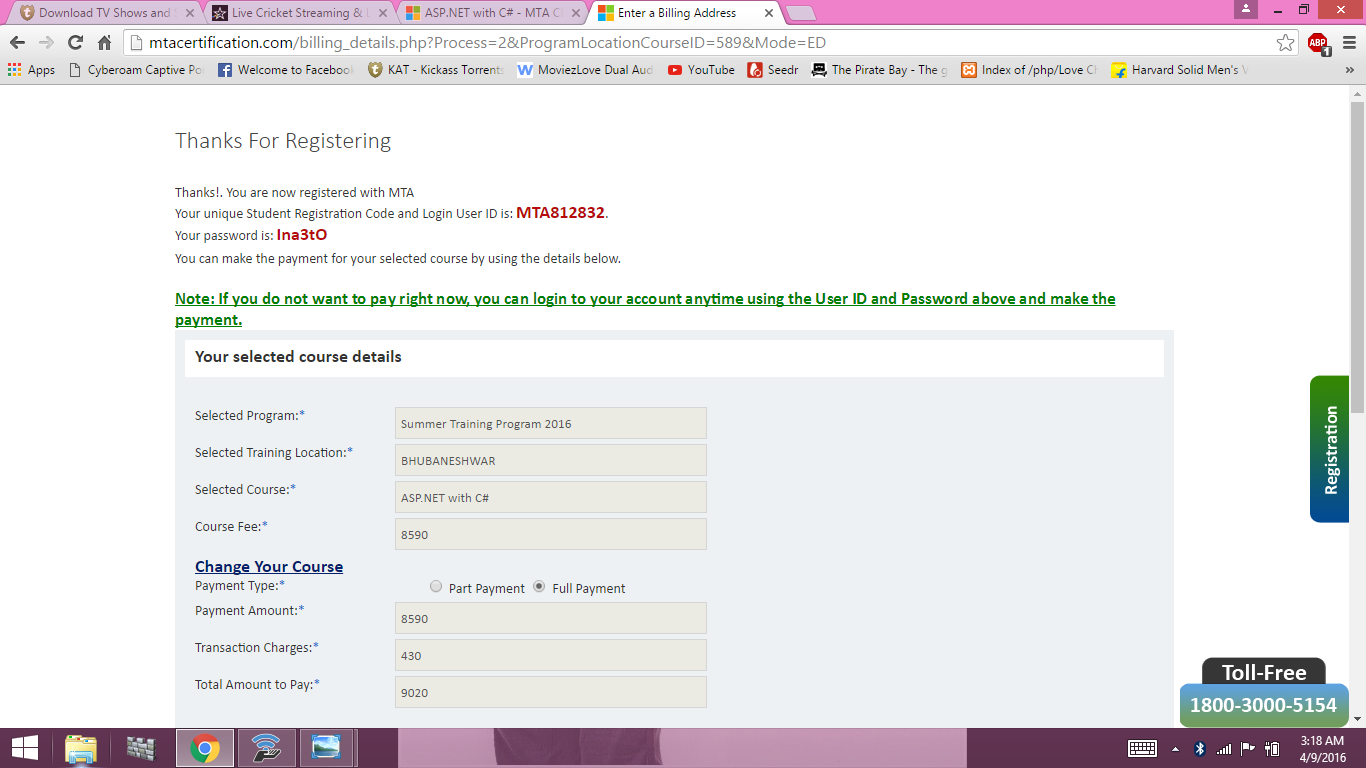 Download TV Shows and
Live Cricket Streaming &
ASP.NET with C# - MTA C
Enter a Billing Address
mtacertification.com/billing_details.php?Process=2&ProgramLocationCourseID=589&Mode=ED
ABP
1
Apps
Cyberoam Captive Po
Welcome to Facebook
KAT - Kickass Torrents
W
MoviezLove Dual Aud
YouTube
Seedr
The Pirate Bay - The g
Index of /php/Love C
Harvard Solid Men's
»
Thanks For Registering
Thanks!. You are now registered with MTA
Your unique Student Registration Code and Login User ID is: MTA812832.
Your password is: Ina3tO
You can make the payment for your selected course by using the details below.
Note: If you do not want to pay right now, you can login to your account anytime using the User ID and Password above and make the
payment.
Your selected course details
Selected Program:*
Summer Training Program 2016
Selected Training Location:*
BHUBANESHWAR
Selected Course:*
ASP.NET with C#
Course Fee:*
8590
Change Your Course
Payment Type:*
Part Payment
Full Payment
Payment Amount:*
8590
Transaction Charges:*
430
Total Amount to Pay:*
9020
Registration
Toll-Free
1800-3000-5154
3:18 AM
4/9/2016